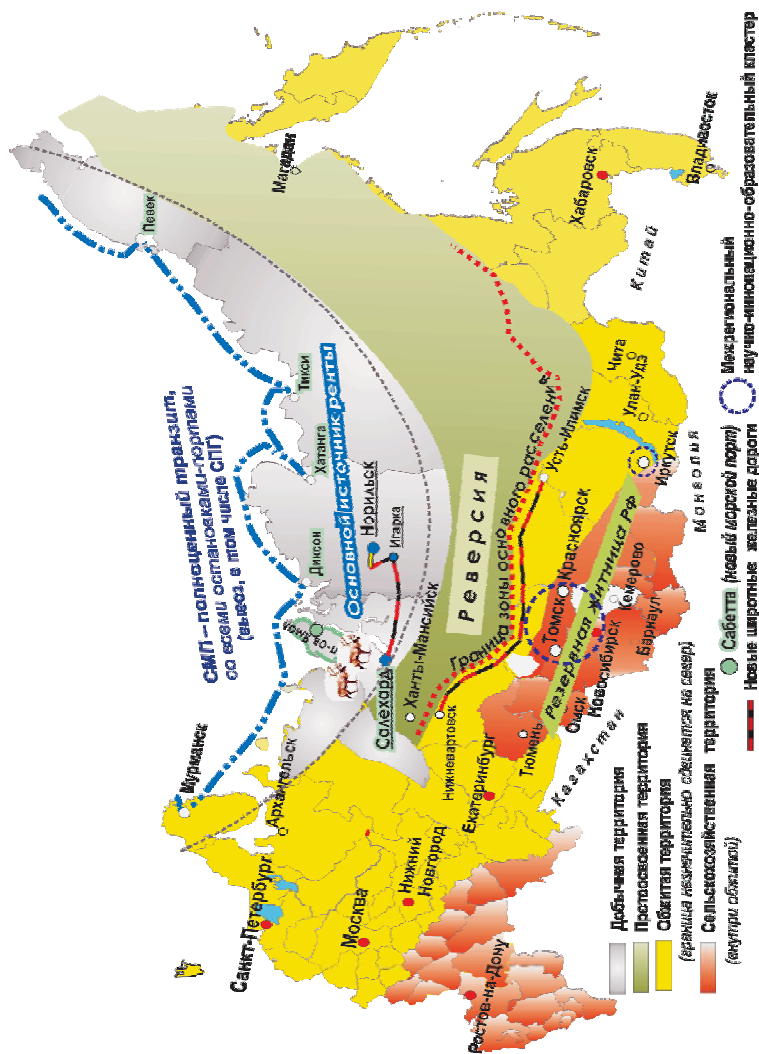 СМП – полноценный транзит,
со всеми остановками-портами
(вывоз, в том числе СПГ)
Основной источник ренты
Мурманск
Архангельск
Санкт-Петербург
Москва
Нижний
Новгород
Ростов-на-Дону
Екатеринбург
Диксон
Хатанга
Тикси
Певек
Магадан
п-ов Ямал
Норильск
Игарка
Салехард
Ханты-Мансийск
Нижневартовск
Реверсия
Граница зоны основного расселения
Усть-Илимск
Тюмень
Омск
Новосибирск
Томск
Красноярск
Кемерово
Барнаул
Резервная житница РФ
Иркутск
Улан-Удэ
Чита
Хабаровск
Владивосток
Казахстан
Монголия
Китай
Добычная территория
Прстоосвоенная территория
Обжитая территория
(граница незначительно сдвигается на север)
Сельскохозяйственная территория
(внутри обжитой)
Сабетта (новый морской порт)
Новые широтные железные дороги
Межрегиональный
научно-инновационно-образовательный кластер